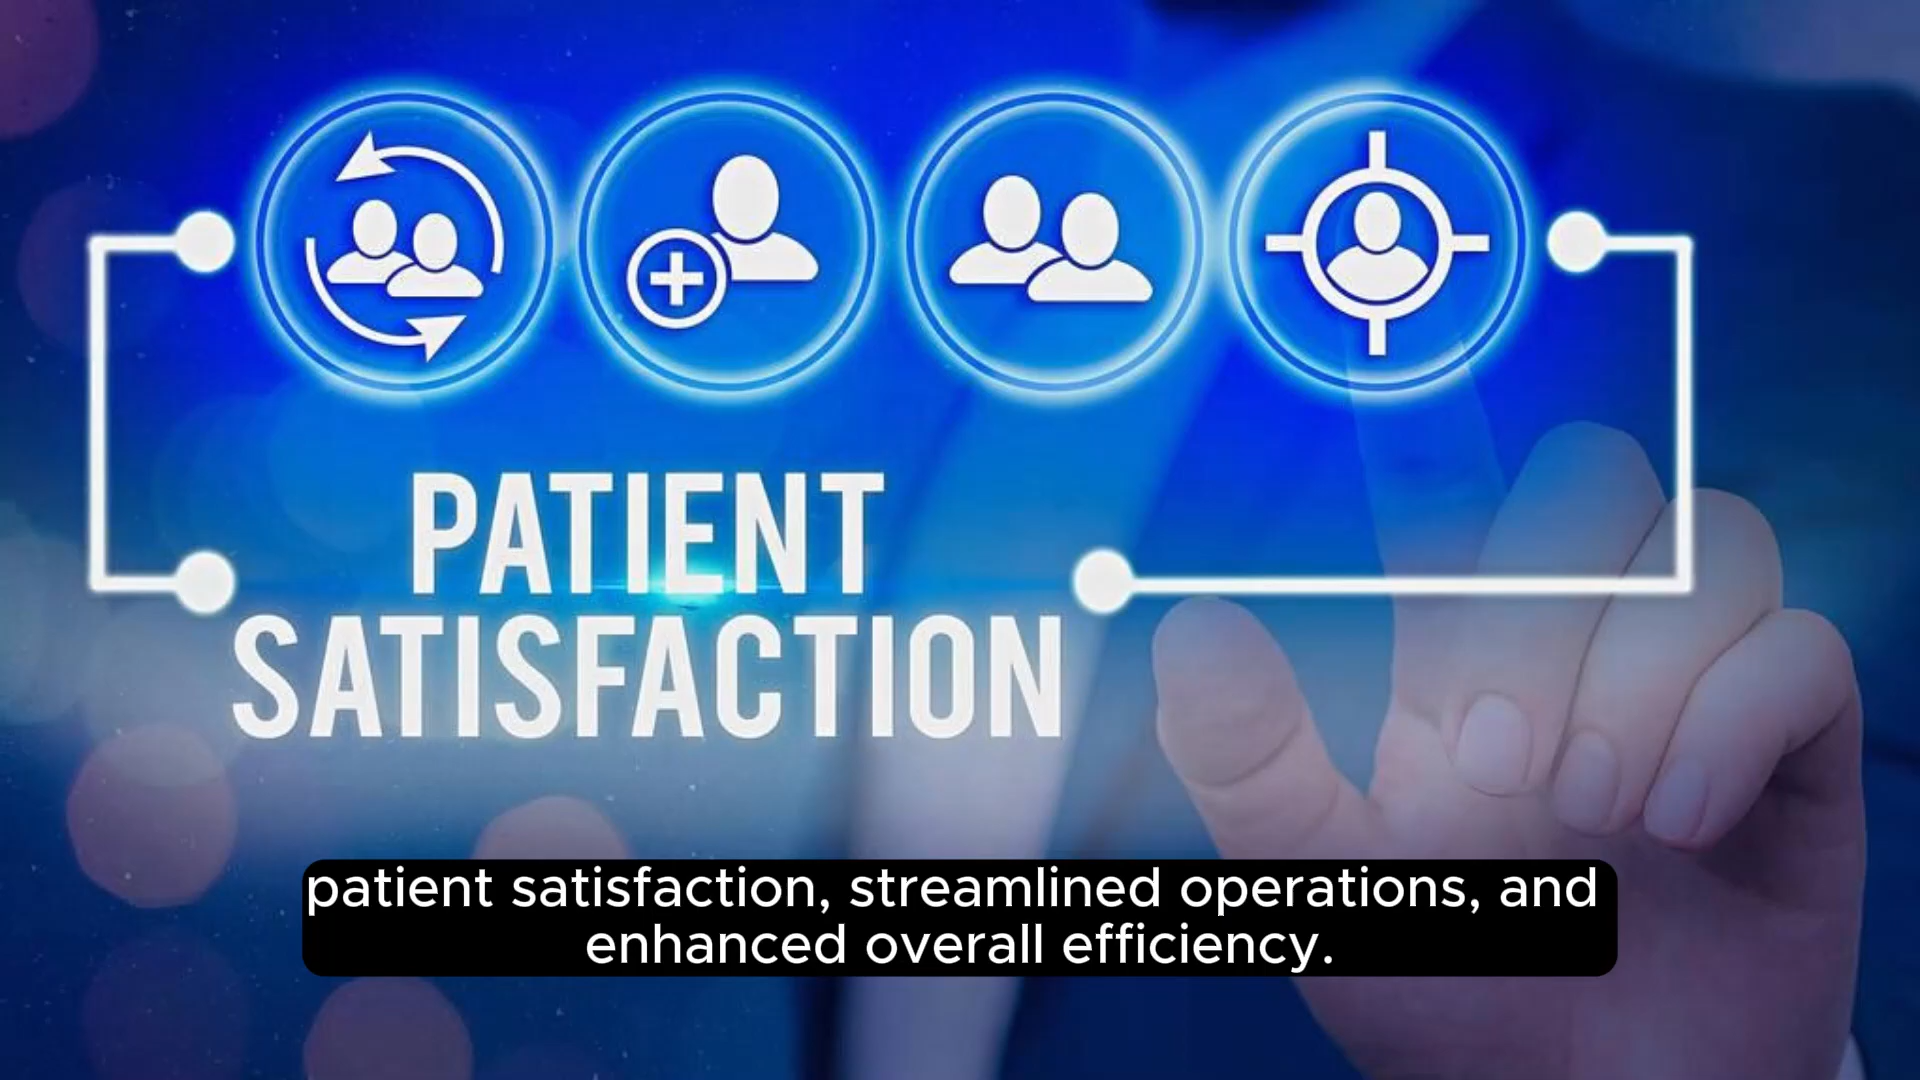 PATIENT
SATISFACTION
patient satisfaction, streamlined operations, and
enhanced overall efficiency.